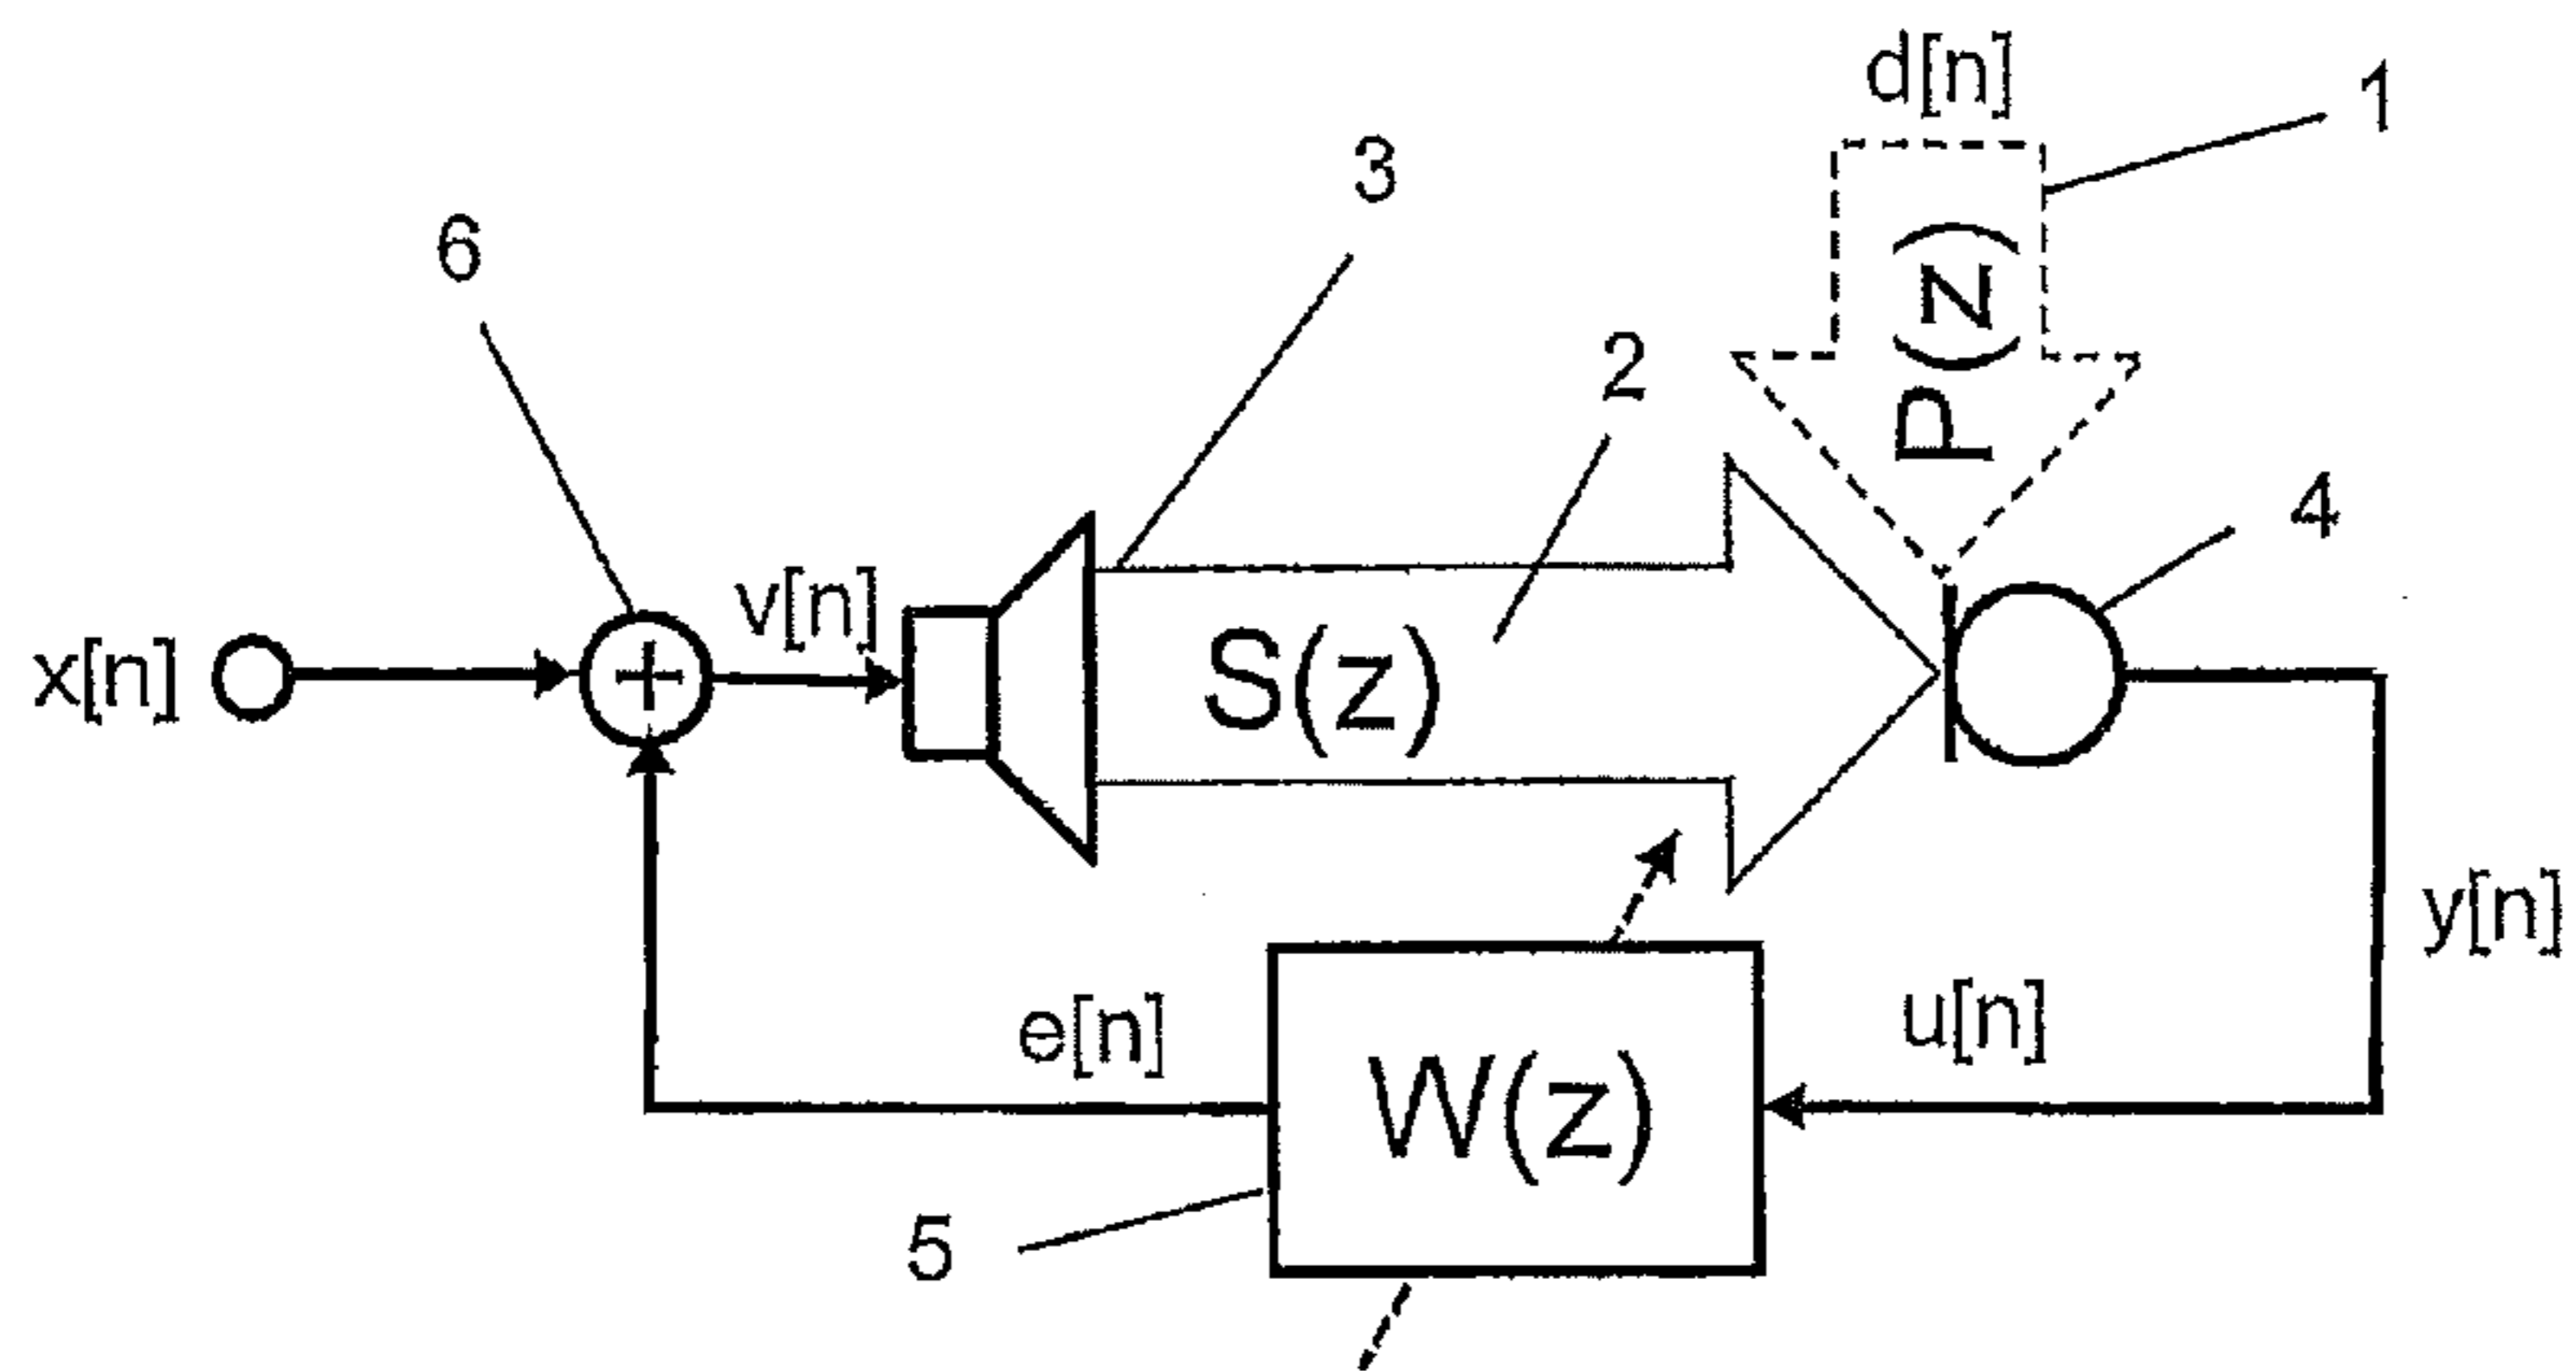 d[n]
1
3
6
P(z)
2
4
v[n]
x[n]
+
S(z)
y[n]
e[n]
u[n]
W(z)
5